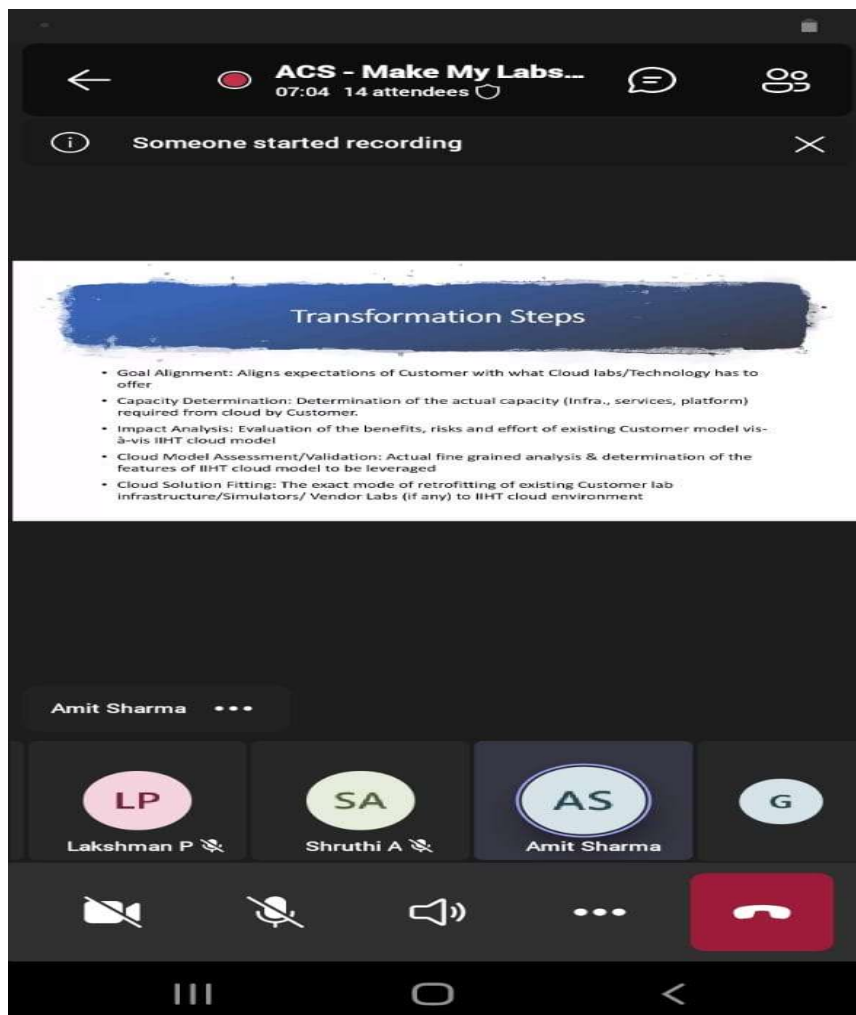 ACS - Make My Labs...
07:04 14 attendees
Someone started recording
Transformation Steps
• Goal Alignment: Aligns expectations of Customer with what Cloud labs/Technology has to
offer
• Capacity Determination: Determination of the actual capacity (Infra., services, platform)
required from cloud by Customer.
• Impact Analysis: Evaluation of the benefits, risks and effort of existing Customer model vis-
à-vis IIHT cloud model
• Cloud Model Assessment/Validation: Actual fine grained analysis & determination of the
features of IIHT cloud model to be leveraged
• Cloud Solution Fitting: The exact mode of retrofitting of existing Customer lab
infrastructure/Simulators/ Vendor Labs (if any) to IIHT cloud environment
Amit Sharma
LP SA AS G
Lakshman P Shruthi A Amit Sharma